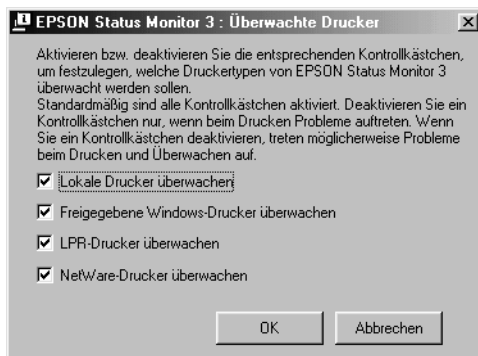 EPSON Status Monitor 3 : Überwachte Drucker
Aktivieren bzw. deaktivieren Sie die entsprechenden Kontrollkästchen,
um festzulegen, welche Druckertypen von EPSON Status Monitor 3
überwacht werden sollen.
Standardmäßig sind alle Kontrollkästchen aktiviert. Deaktivieren Sie ein
Kontrollkästchen nur, wenn beim Drucken Probleme auftreten. Wenn
Sie ein Kontrollkästchen deaktivieren, treten möglicherweise Probleme
beim Drucken und Überwachen auf.
Lokale Drucker überwachen
Freigegebene Windows-Drucker überwachen
LPR-Drucker überwachen
NetWare-Drucker überwachen
OK Abbrechen